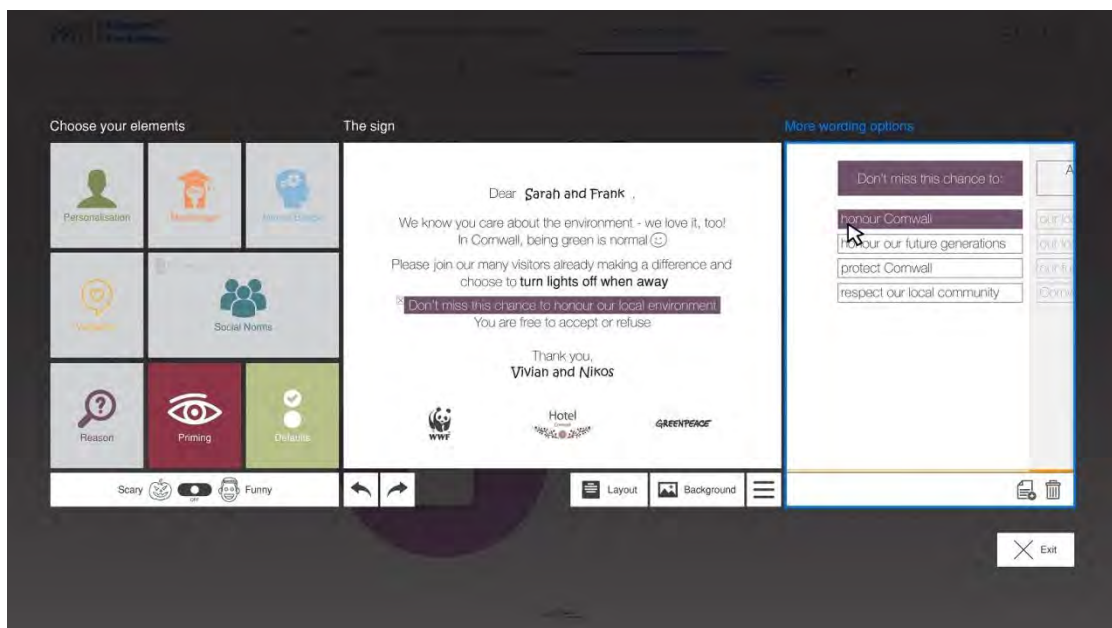 Choose your elements
The sign
More wording options
Personalisation
Messenger
Social Norms
Reason
Priming
Defaults
Scary
OFF
Funny
Dear Sarah and Frank ,
We know you care about the environment - we love it, too!
In Cornwall, being green is normal
Please join our many visitors already making a difference and
choose to turn lights off when away
Don't miss this chance to honour our local environment
You are free to accept or refuse
Thank you,
Vivian and Nikos
WWF
Hotel
Cornwall
GREENPEACE
Layout
Background
Don't miss this chance to:
honour Cornwall
honour our future generations
protect Cornwall
respect our local community
A
Exit